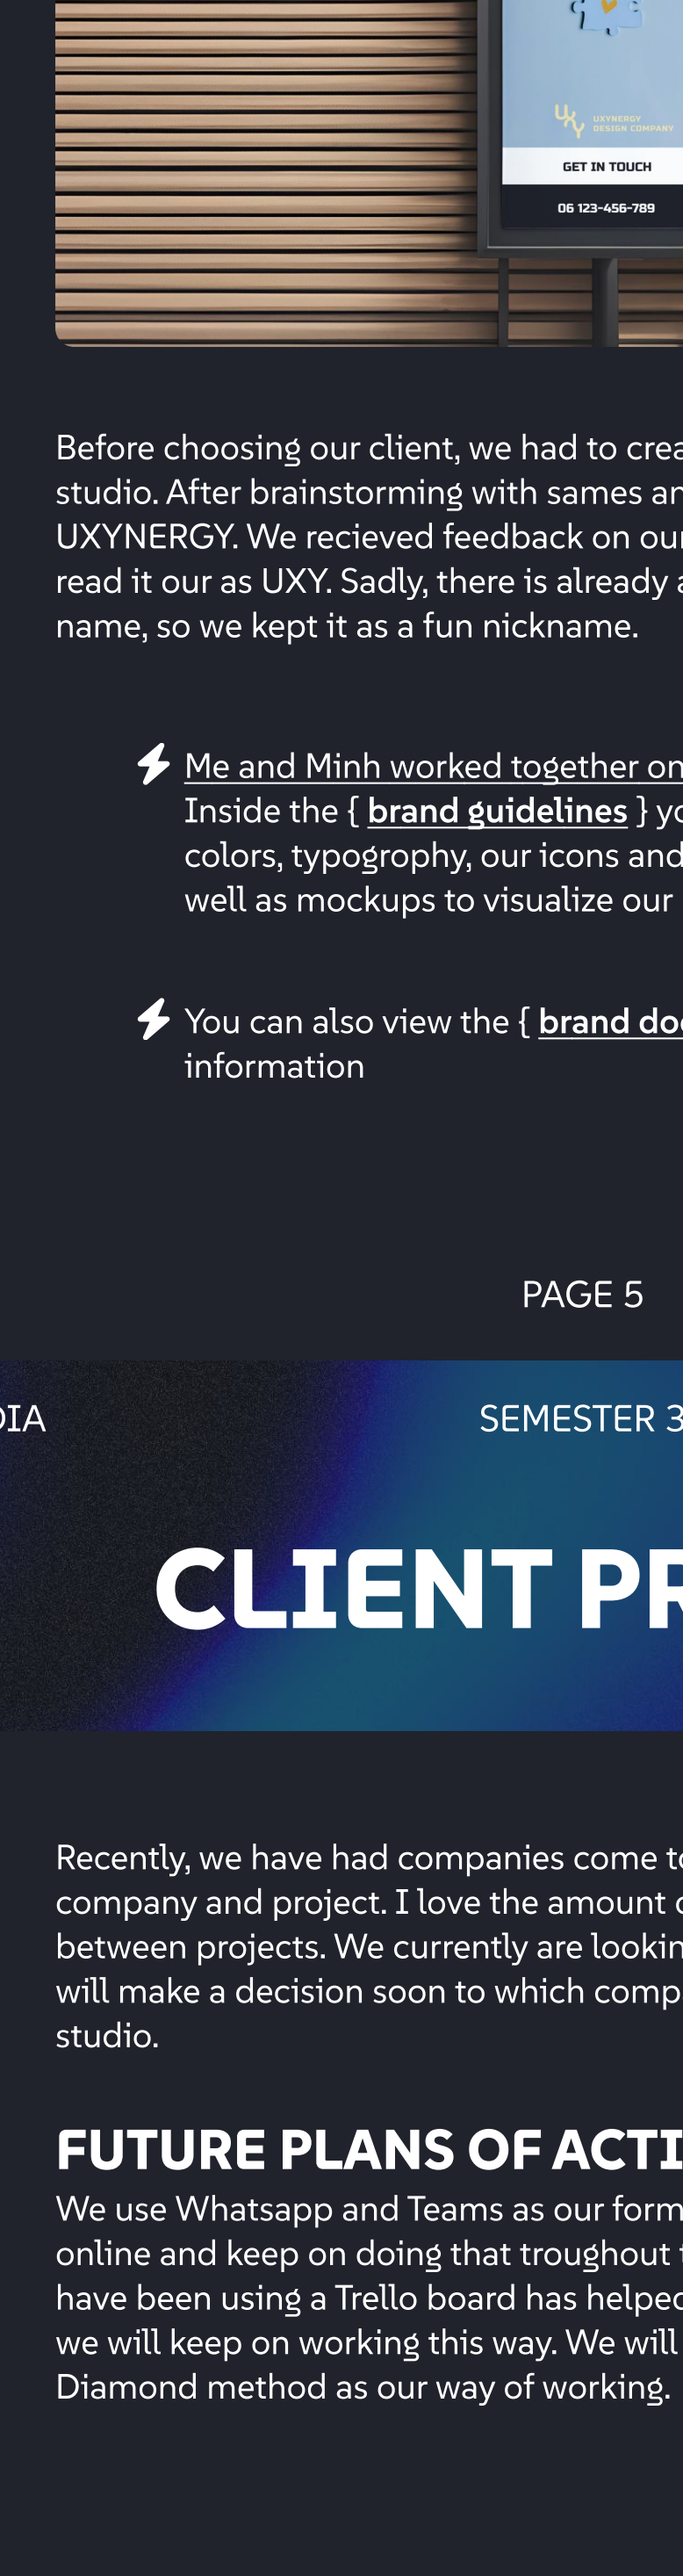 UXYNERGY
DESIGN COMPANY
GET IN TOUCH
06 123-456-789
Before choosing our client, we had to crea
studio. After brainstorming with sames an
UXYNERGY. We recieved feedback on our
read it our as UXY. Sadly, there is already a
name, so we kept it as a fun nickname.
Me and Minh worked together on
Inside the { brand guidelines } yo
colors, typogrophy, our icons and
well as mockups to visualize our
You can also view the { brand doc
information
PAGE 5
DIA
SEMESTER 3
CLIENT PR
Recently, we have had companies come to
company and project. I love the amount o
between projects. We currently are lookin
will make a decision soon to which comp
studio.
FUTURE PLANS OF ACTI
We use Whatsapp and Teams as our form
online and keep on doing that troughout t
have been using a Trello board has helped
we will keep on working this way. We will
Diamond method as our way of working.